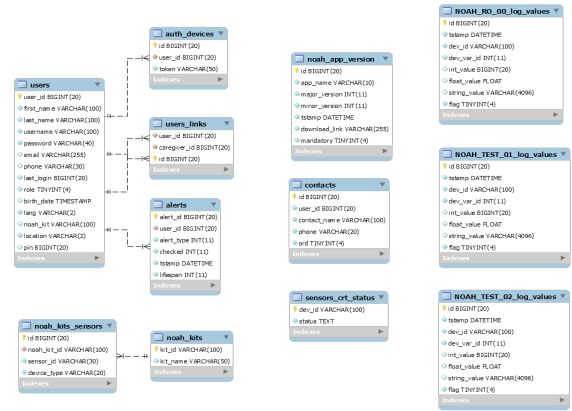 auth_devices
id BIGINT(20)
user_id BIGINT(20)
token VARCHAR(50)
Indexes
users
user_id BIGINT(20)
first_name VARCHAR(100)
last_name VARCHAR(100)
username VARCHAR(100)
password VARCHAR(40)
email VARCHAR(255)
phone VARCHAR(30)
last_login BIGINT(20)
role TINYINT(4)
birth_date TIMESTAMP
lang VARCHAR(2)
noah_kit VARCHAR(100)
location VARCHAR(2)
pin BIGINT(20)
Indexes
users_links
user_id BIGINT(20)
caregiver_id BIGINT(20)
id BIGINT(20)
Indexes
alerts
alert_id BIGINT(20)
user_id BIGINT(20)
alert_type INT(11)
checked INT(11)
tstamp DATETIME
lifespan INT(11)
Indexes
noah_kits_sensors
id BIGINT(20)
noah_kit_id VARCHAR(100)
sensor_id VARCHAR(30)
device_type VARCHAR(20)
Indexes
noah_kits
kit_id VARCHAR(100)
kit_name VARCHAR(50)
Indexes
noah_app_version
id BIGINT(20)
app_name VARCHAR(10)
major_version INT(11)
minor_version INT(11)
tstamp DATETIME
download_link VARCHAR(255)
mandatory TINYINT(4)
Indexes
contacts
id BIGINT(20)
user_id BIGINT(20)
contact_name VARCHAR(100)
phone VARCHAR(20)
ord TINYINT(4)
Indexes
sensors_crt_status
dev_id VARCHAR(100)
status TEXT
Indexes
NOAH_RO_00_log_values
id BIGINT(20)
tstamp DATETIME
dev_id VARCHAR(100)
dev_var_id INT(11)
int_value BIGINT(20)
float_value FLOAT
string_value VARCHAR(4096)
flag TINYINT(4)
Indexes
NOAH_TEST_01_log_values
id BIGINT(20)
tstamp DATETIME
dev_id VARCHAR(100)
dev_var_id INT(11)
int_value BIGINT(20)
float_value FLOAT
string_value VARCHAR(4096)
flag TINYINT(4)
Indexes
NOAH_TEST_02_log_values
id BIGINT(20)
tstamp DATETIME
dev_id VARCHAR(100)
dev_var_id INT(11)
int_value BIGINT(20)
float_value FLOAT
string_value VARCHAR(4096)
flag TINYINT(4)
Indexes